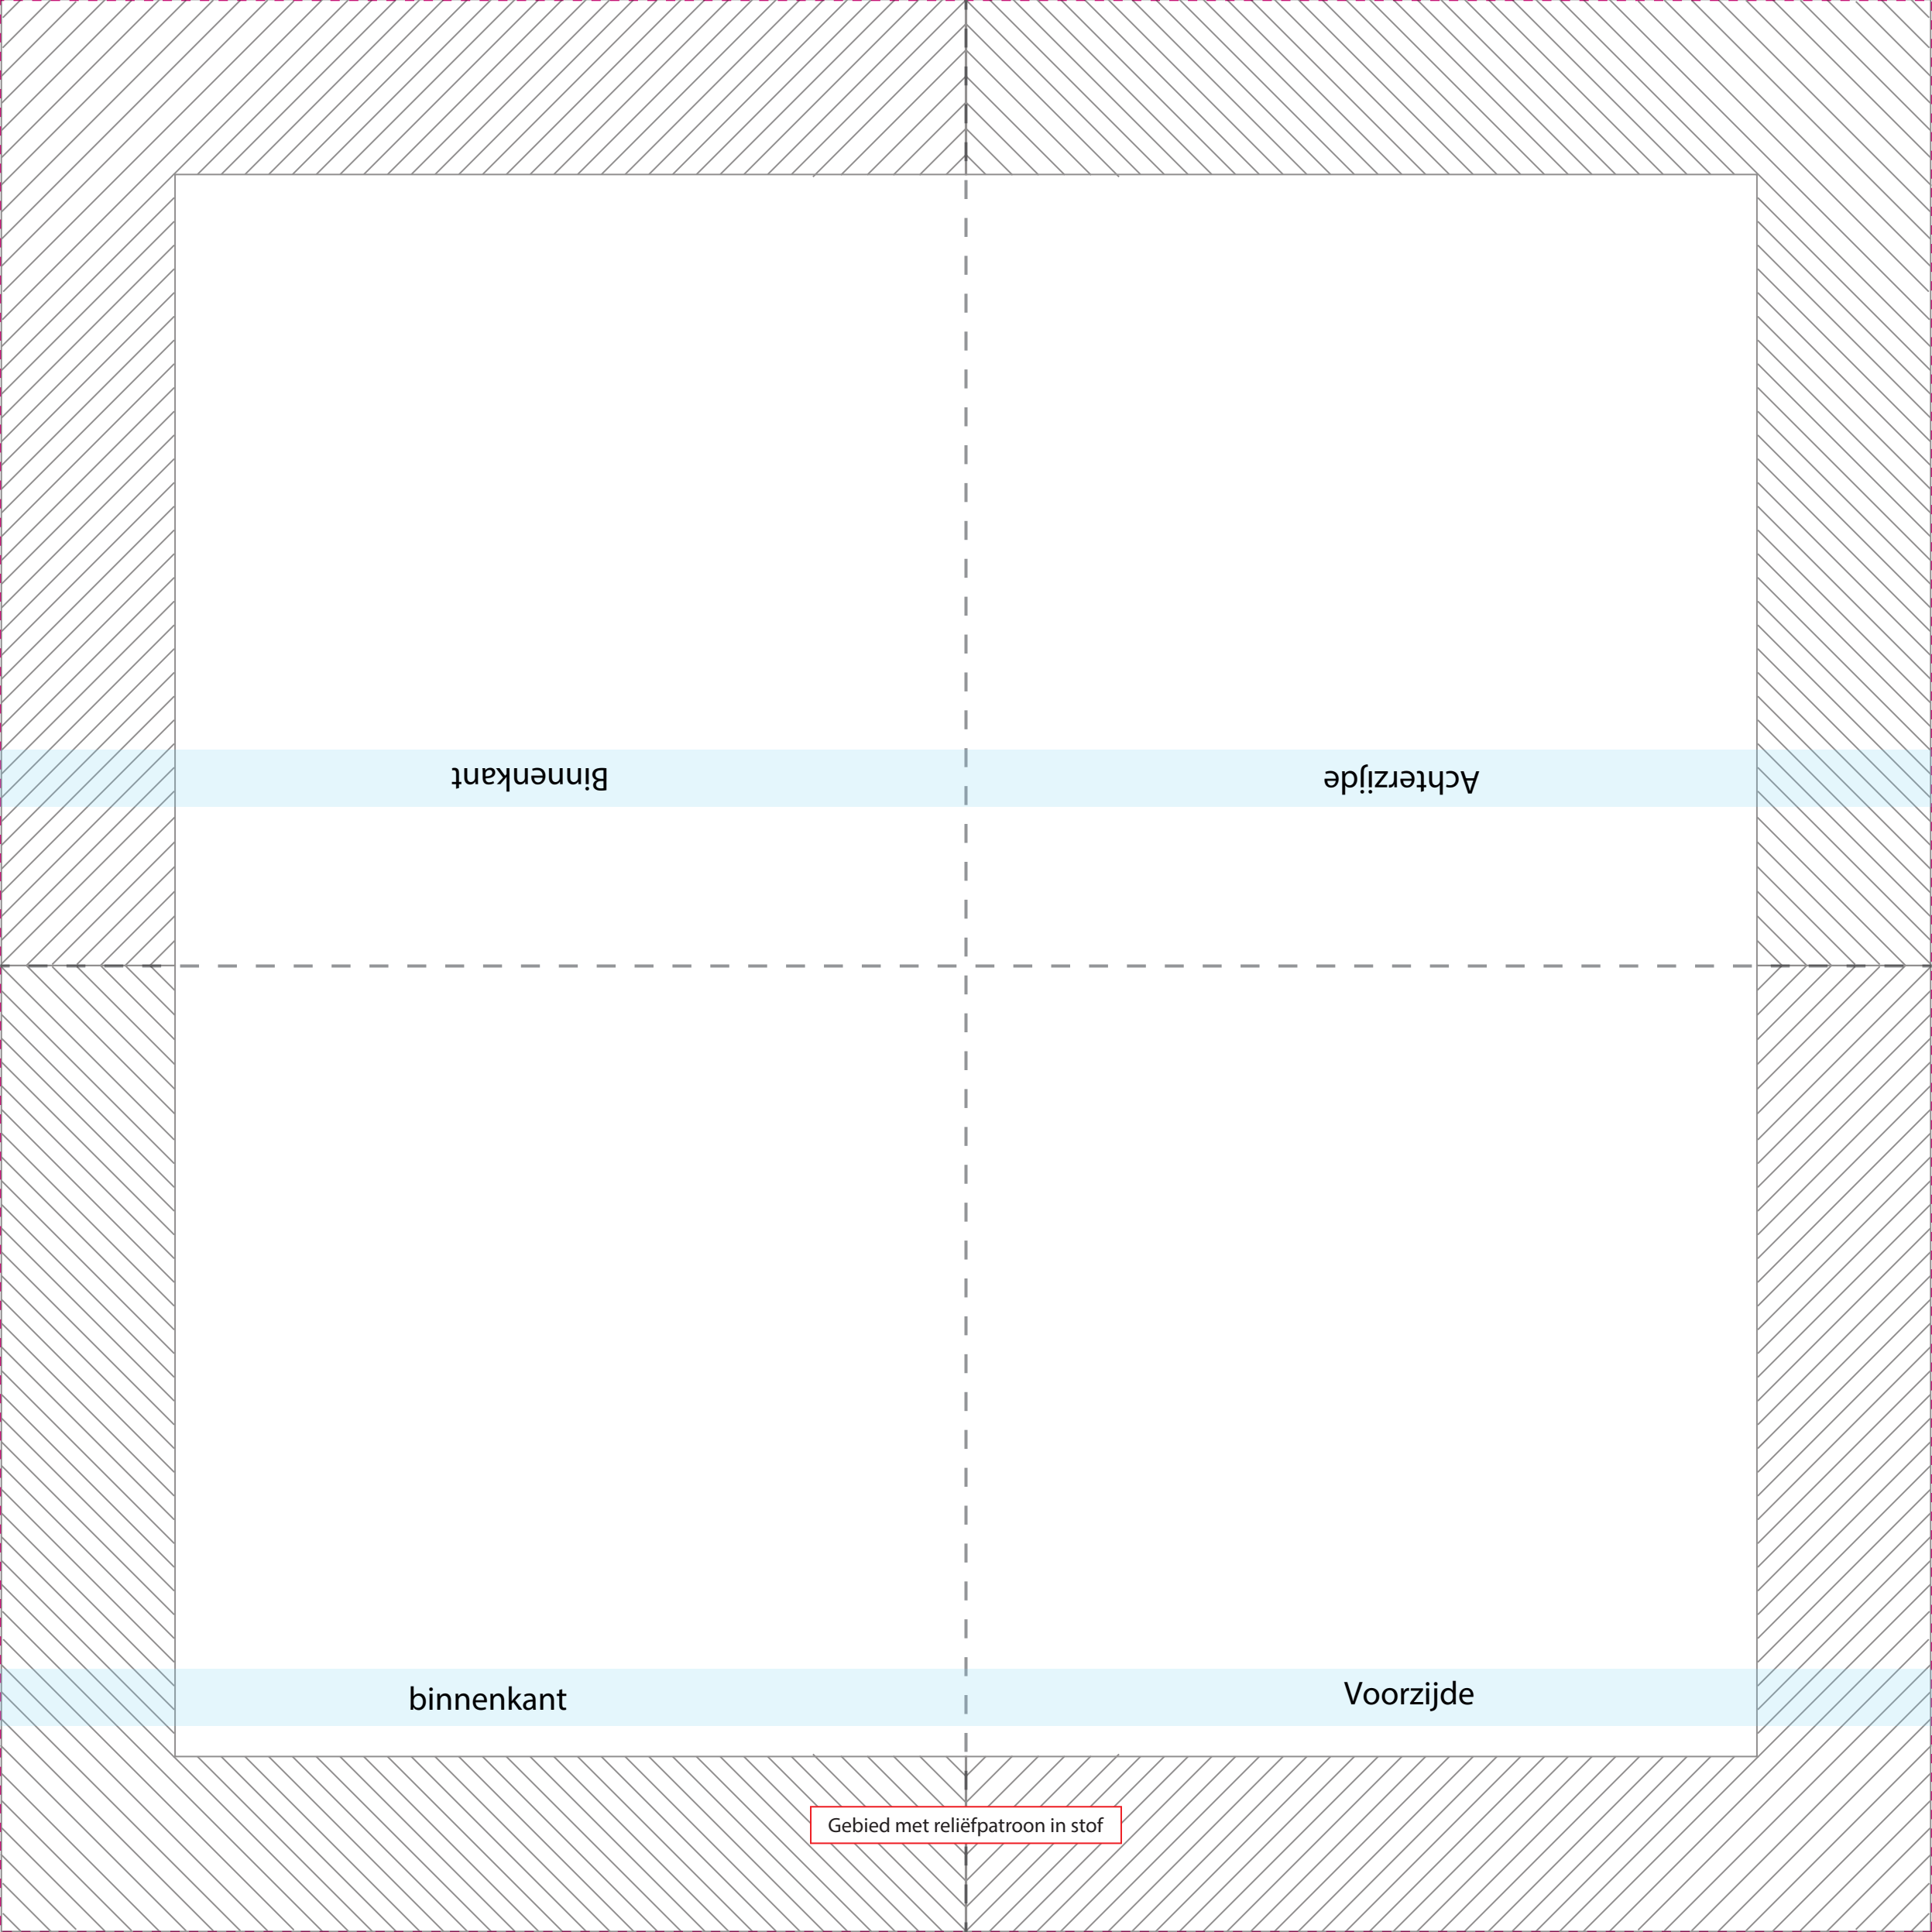 Binnenkant
Achterzijde
binnenkant
Voorzijde
Gebied met reliëfpatroon in stof